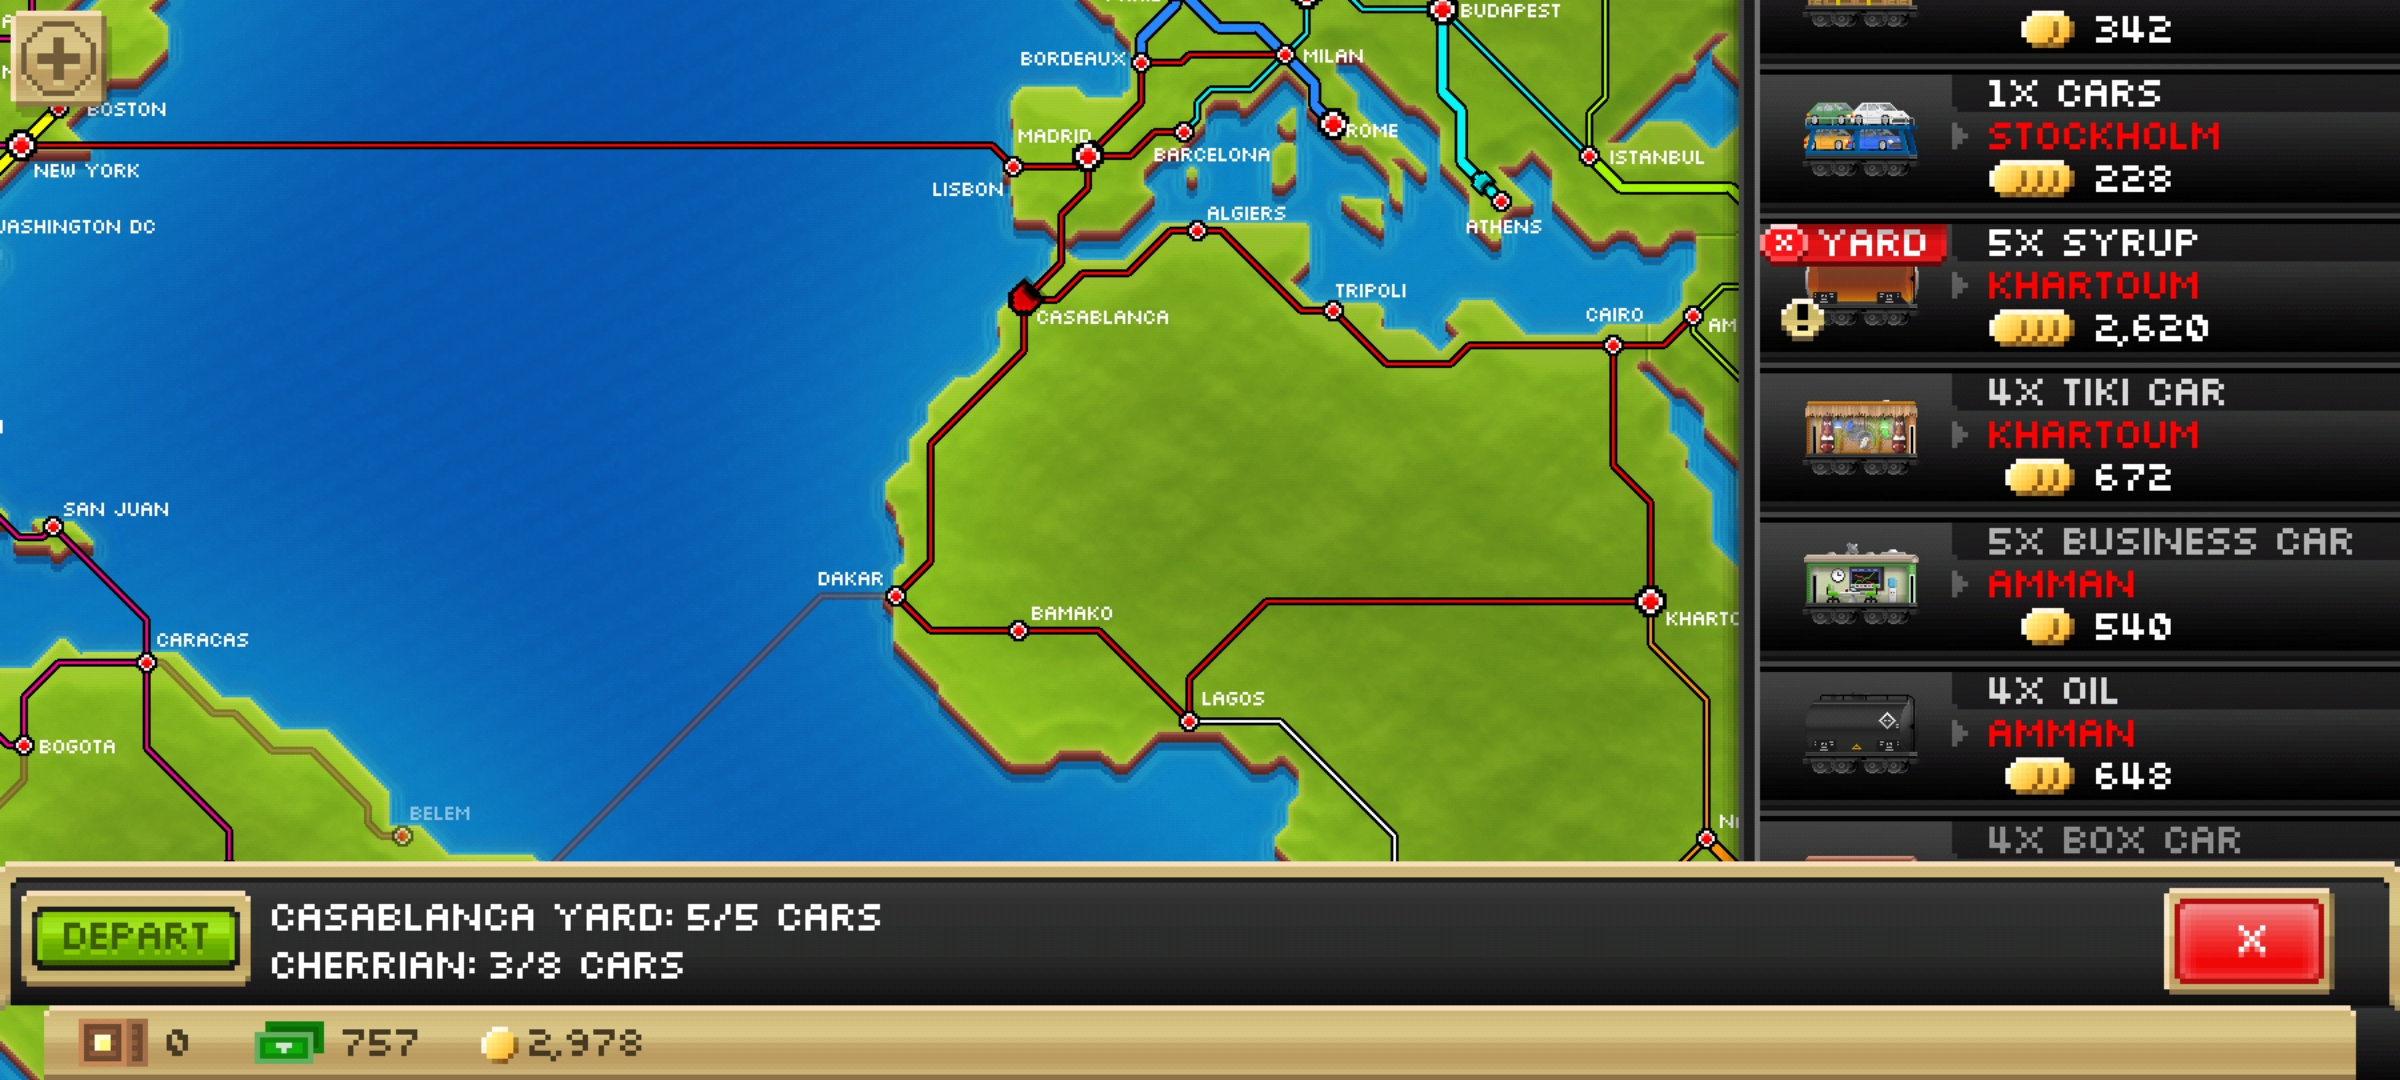 BOSTON
NEW YORK
WASHINGTON DC
SAN JUAN
CARACAS
BOGOTA
BELEM
BORDEAUX
MILAN
BUDAPEST
MADRID
BARCELONA
ROME
LISBON
ISTANBUL
ALGIERS
ATHENS
TRIPOLI
CASABLANCA
CAIRO
AM
DAKAR
BAMAKO
KHARTO
LAGOS
342
1X CARS
STOCKHOLM
228
X YARD
5X SYRUP
KHARTOUM
! 2,620
4X TIKI CAR
KHARTOUM
672
5X BUSINESS CAR
AMMAN
540
4X OIL
AMMAN
648
4X BOX CAR
DEPART
CASABLANCA YARD: 5/5 CARS
CHERRIAN: 3/8 CARS
X
0 757 2,978